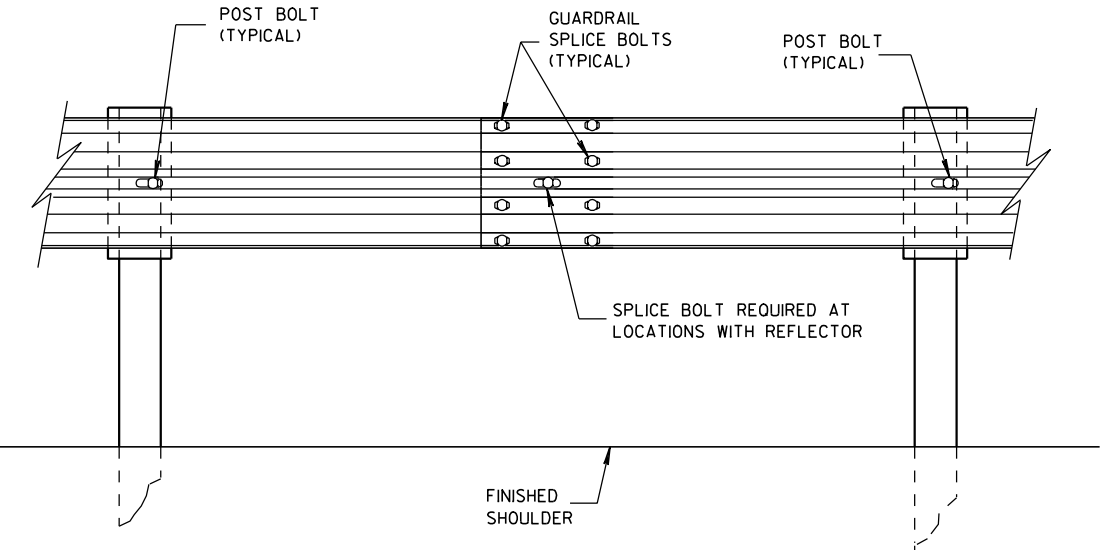 POST BOLT
(TYPICAL)
GUARDRAIL
SPLICE BOLTS
(TYPICAL)
POST BOLT
(TYPICAL)
SPLICE BOLT REQUIRED AT
LOCATIONS WITH REFLECTOR
FINISHED
SHOULDER